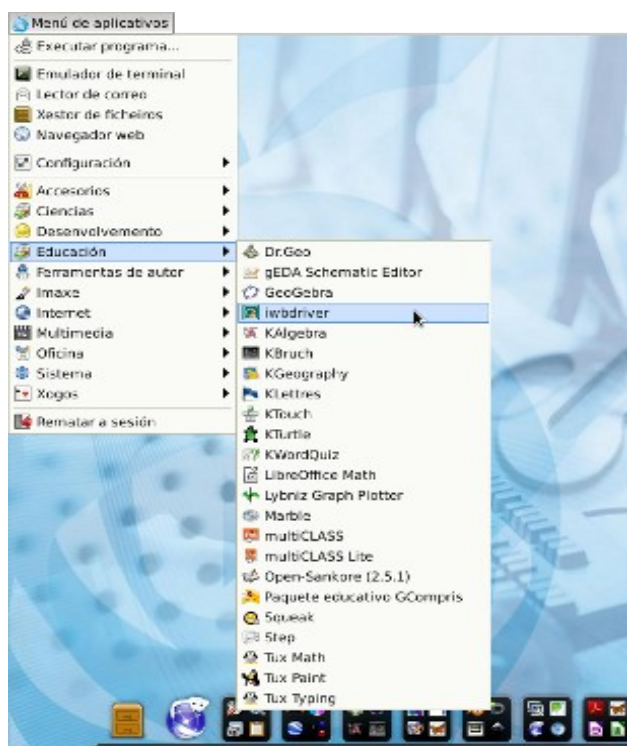 Menú de aplicativos
Executar programa...
Emulador de terminal
Lector de correo
Xestor de ficheiros
Navegador web
Configuración
Accesorios
Ciencias
Desenvolvemento
Educación
Ferramentas de autor
Imaxe
Internet
Multimedia
Oficina
Sistema
Xogos
Rematar a sesión
Dr.Geo
gEDA Schematic Editor
GeoGebra
iwbdriver
KAlgebra
KBruch
KGeography
KLettres
KTouch
KTurtle
KWordQuiz
LibreOffice Math
Lybniz Graph Plotter
Marble
multiCLASS
multiCLASS Lite
Open-Sankore (2.5.1)
Paquete educativo GCompris
Squeak
Step
Tux Math
Tux Paint
Tux Typing